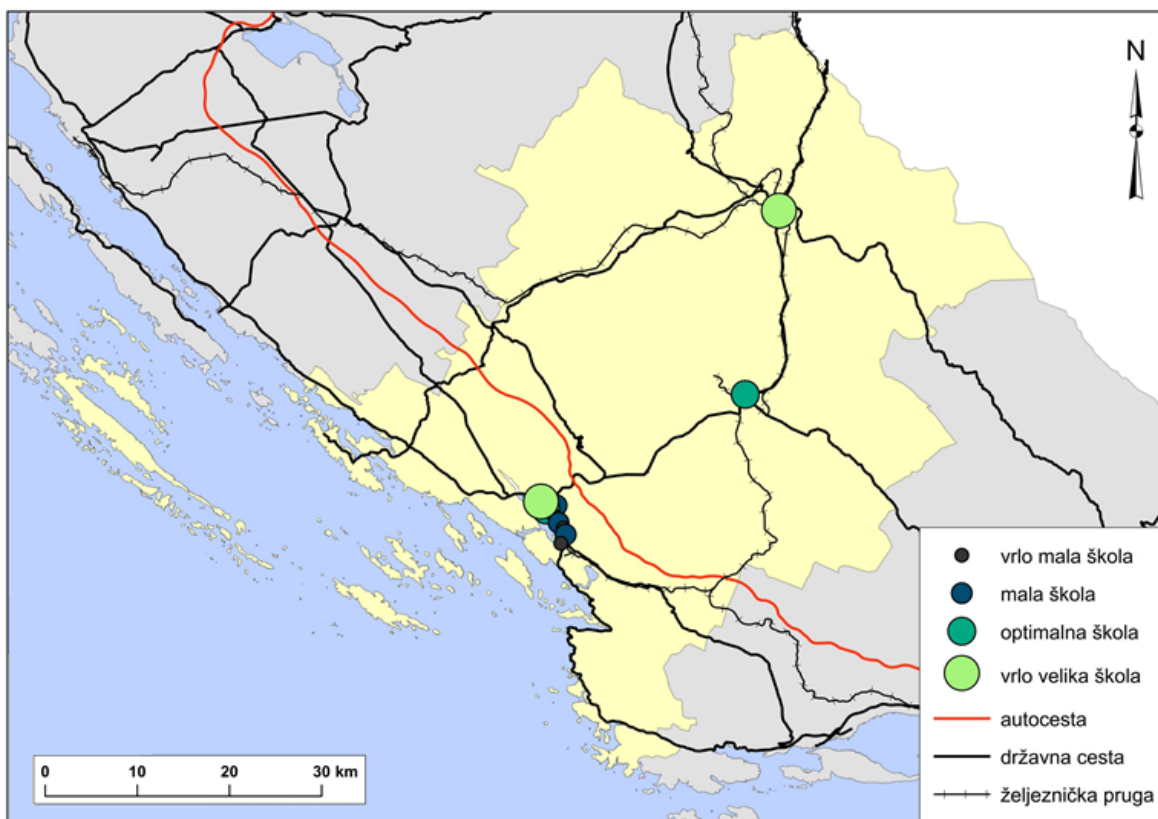 N
vrlo mala škola
mala škola
optimalna škola
vrlo velika škola
autocesta
državna cesta
željeznička pruga
0 10 20 30 km